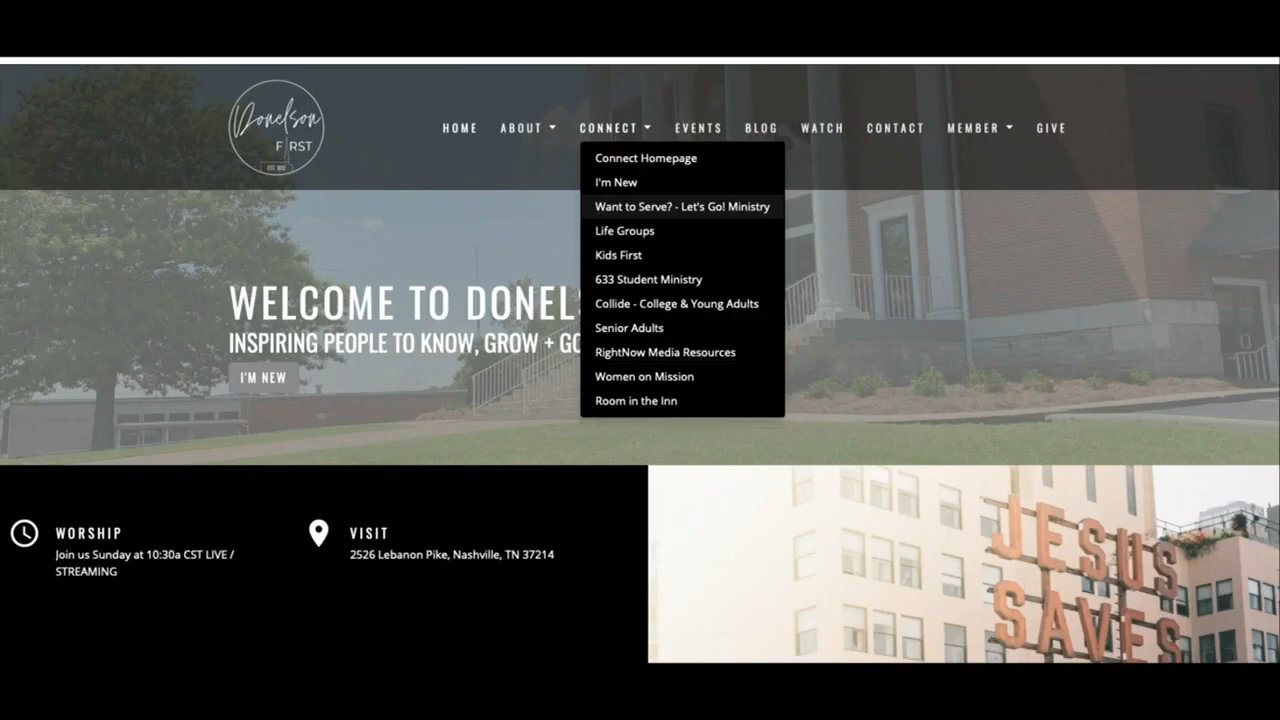 Donelson
FIRST
EST. 1850
HOME ABOUT CONNECT EVENTS BLOG WATCH CONTACT MEMBER GIVE
Connect Homepage
I'm New
Want to Serve? - Let's Go! Ministry
Life Groups
Kids First
633 Student Ministry
Collide - College & Young Adults
Senior Adults
RightNow Media Resources
Women on Mission
Room in the Inn
WELCOME TO DONELS
INSPIRING PEOPLE TO KNOW, GROW + GO
I'M NEW
WORSHIP
Join us Sunday at 10:30a CST LIVE /
STREAMING
VISIT
2526 Lebanon Pike, Nashville, TN 37214
JESUS
SAVES